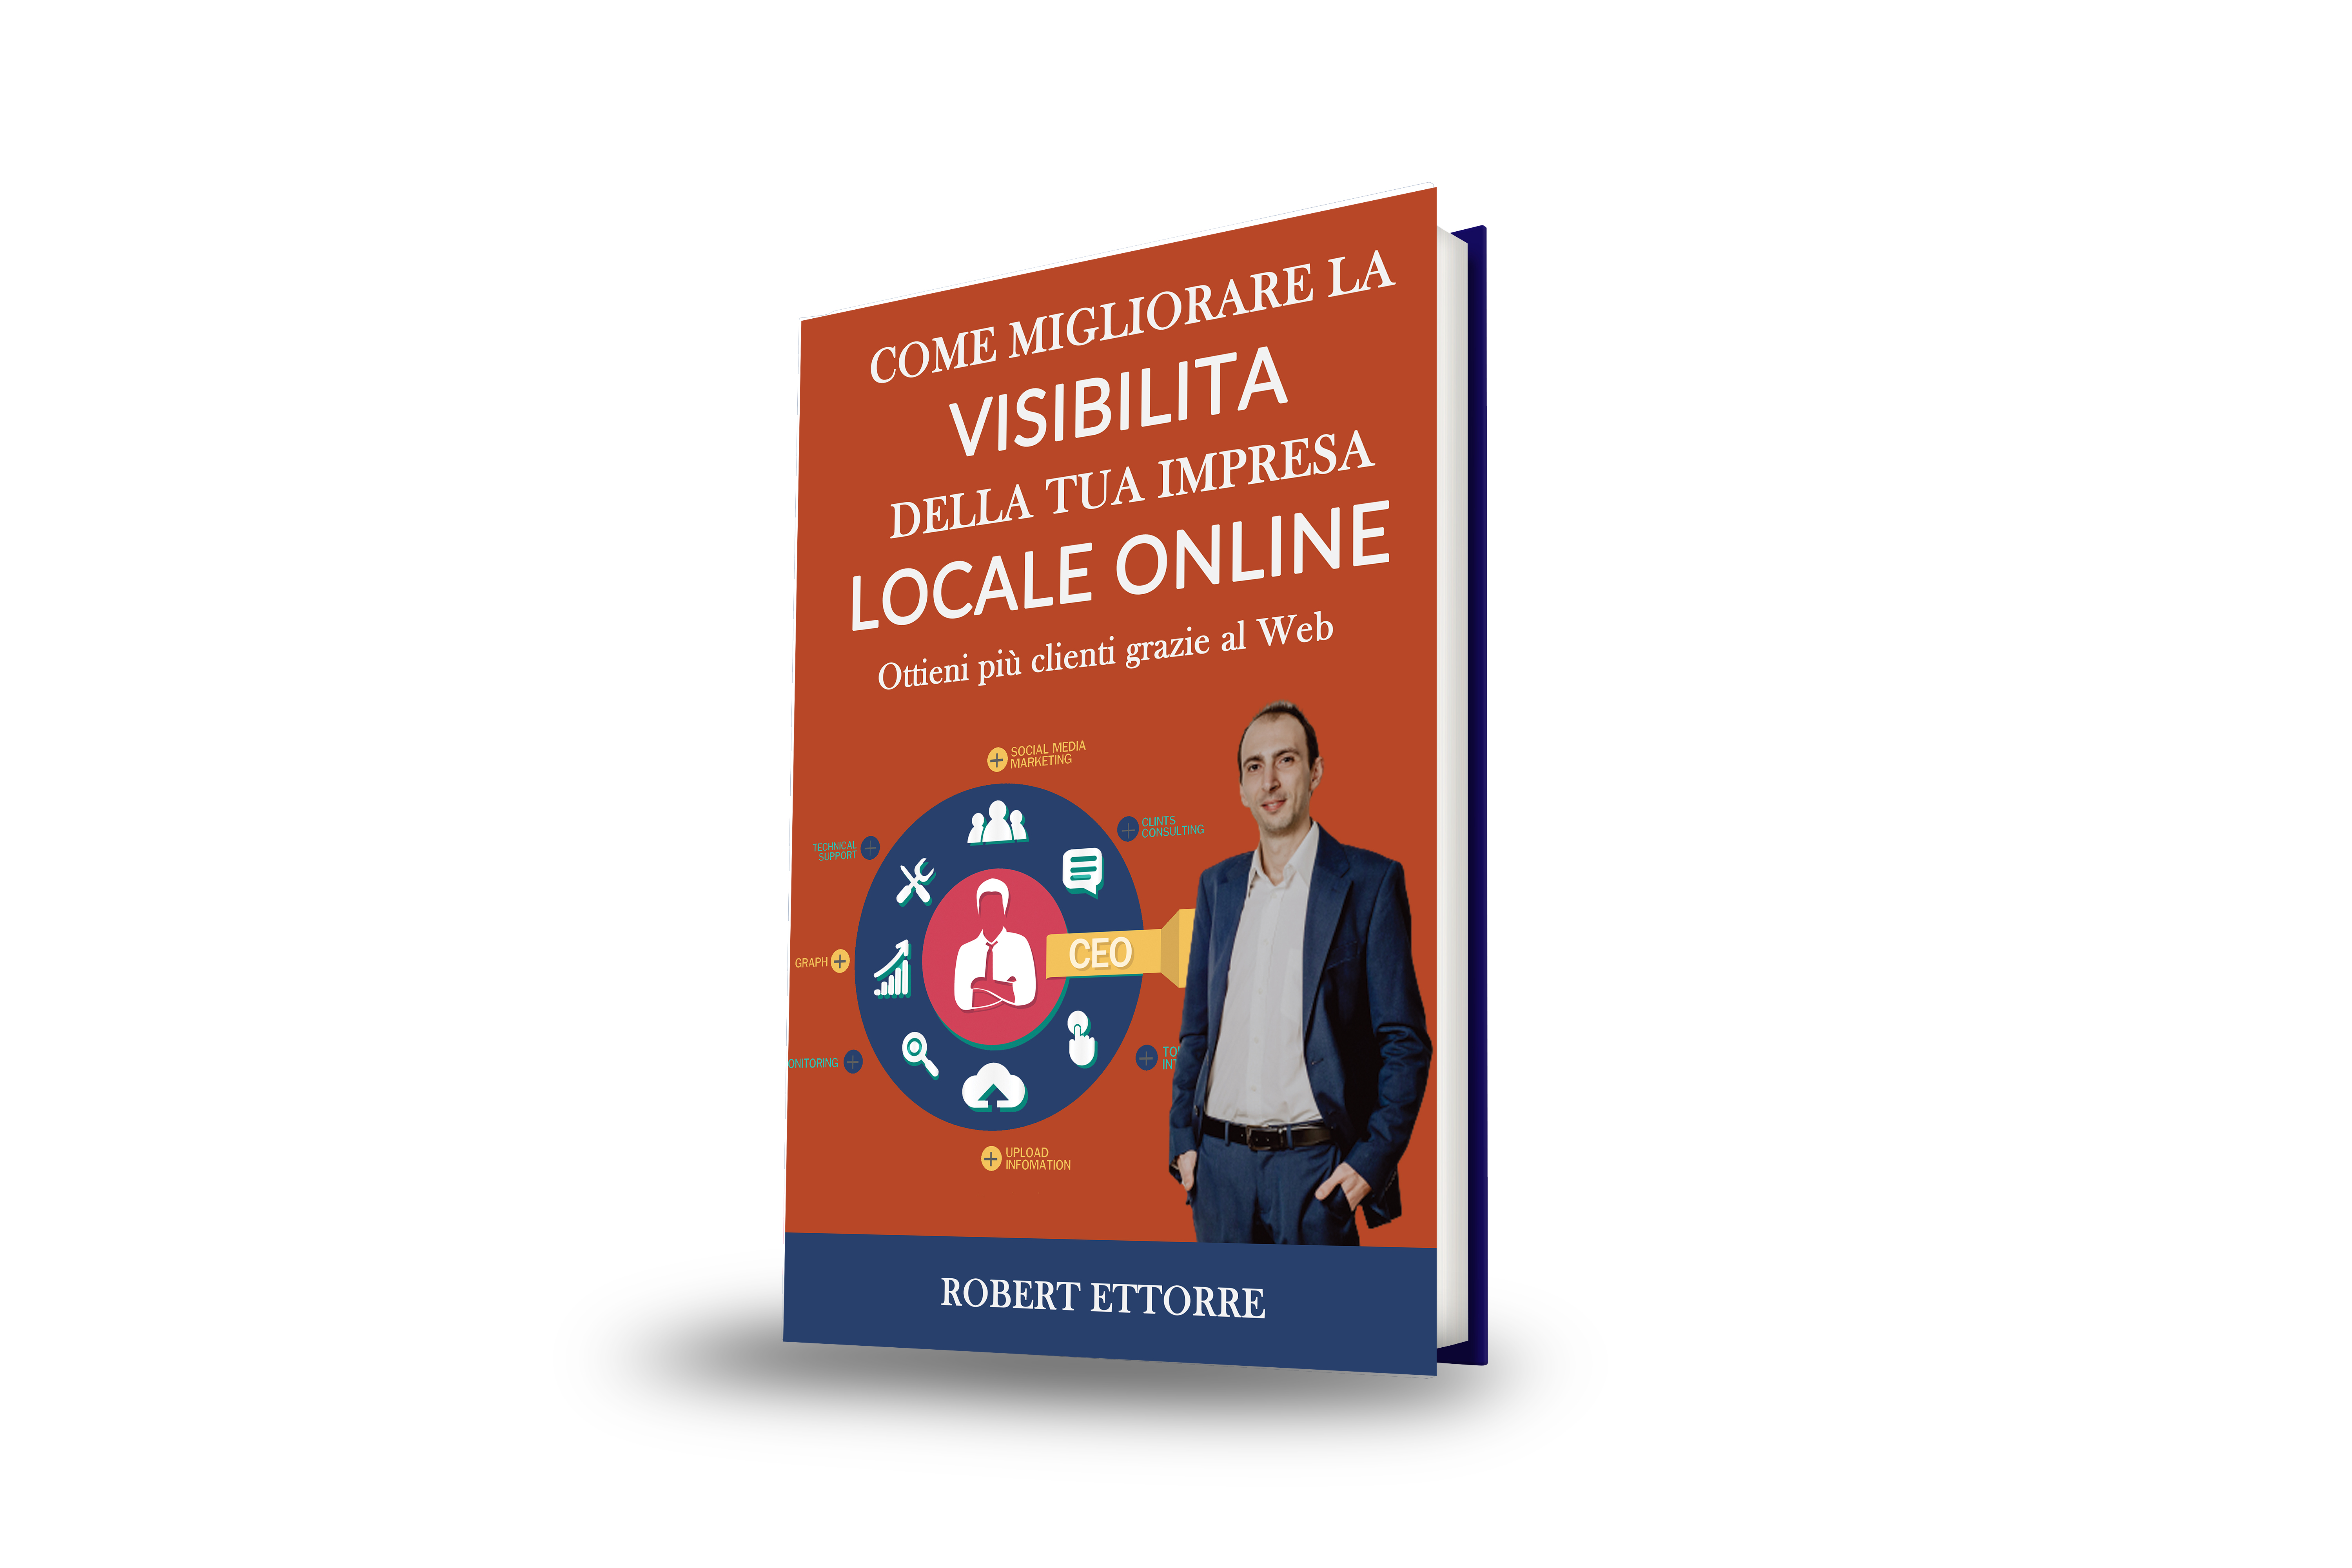 COME MIGLIORARE LA
VISIBILITA
DELLA TUA IMPRESA
LOCALE ONLINE
Ottieni più clienti grazie al Web
SOCIAL MEDIA
MARKETING
CLINTS
CONSULTING
TECHNICAL
SUPPORT
CEO
GRAPH
ONITORING
UPLOAD
INFOMATION
ROBERT ETTORRE